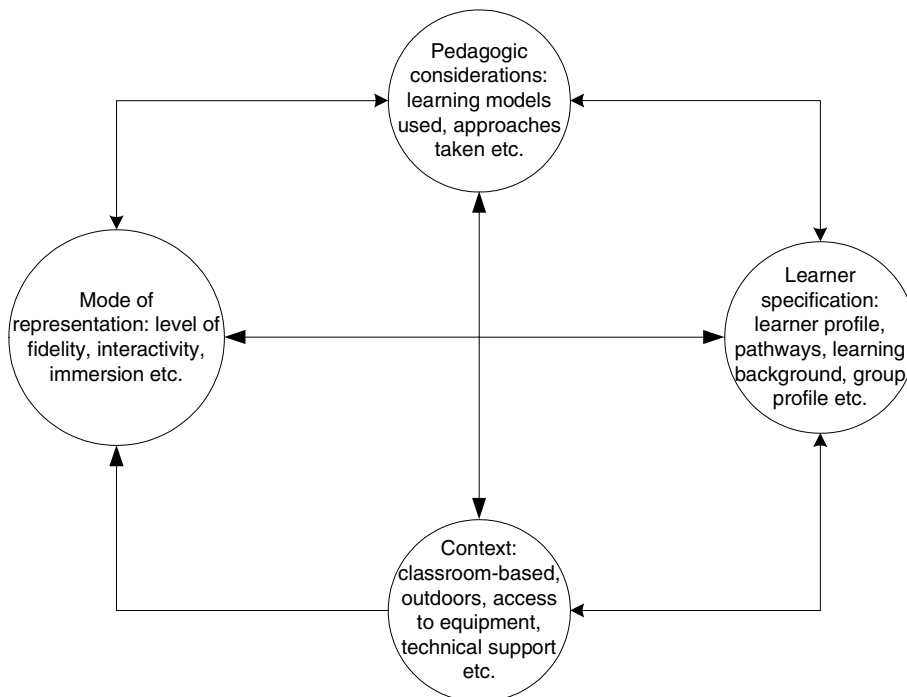 Pedagogic
considerations:
learning models
used, approaches
taken etc.
Mode of
representation: level of
fidelity, interactivity,
immersion etc.
Learner
specification:
learner profile,
pathways, learning
background, group
profile etc.
Context:
classroom-based,
outdoors, access
to equipment,
technical support
etc.